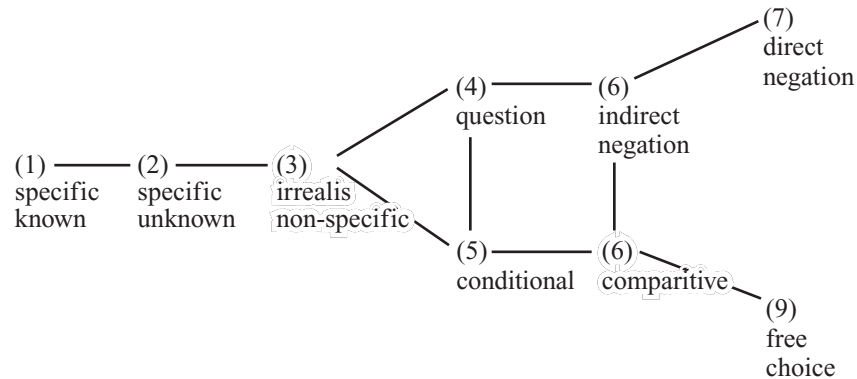 (1)
specific
known
(2)
specific
unknown
(3)
irrealis
non-specific
(4)
question
(5)
conditional
(6)
indirect
negation
(6)
comparitive
(7)
direct
negation
(9)
free
choice